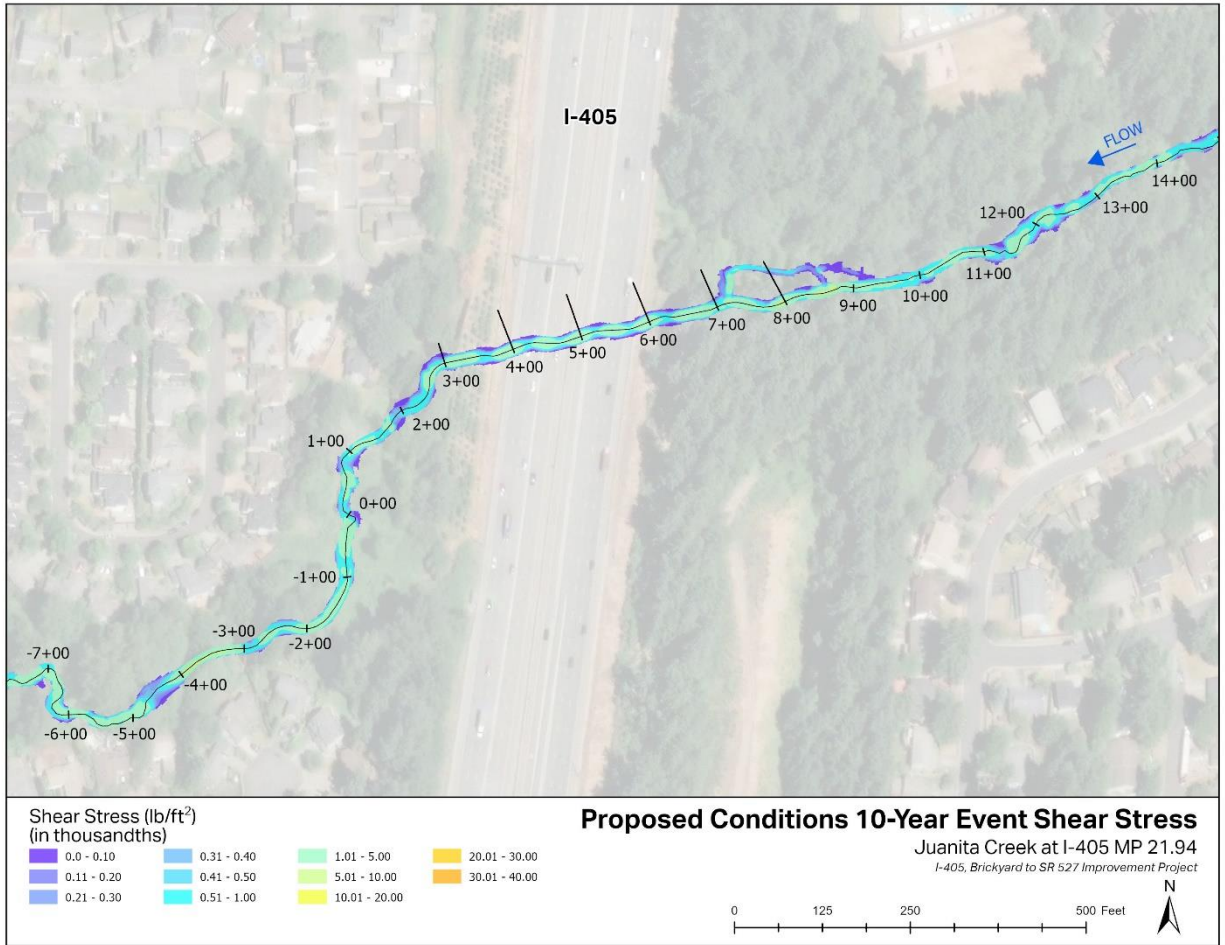 I-405
FLOW
14+00
13+00
12+00
11+00
10+00
9+00
8+00
7+00
6+00
5+00
4+00
3+00
2+00
1+00
0+00
-1+00
-2+00
-3+00
-4+00
-5+00
-6+00
-7+00
Shear Stress (lb/ft²)
(in thousandths)
0.0 - 0.10
0.11 - 0.20
0.21 - 0.30
0.31 - 0.40
0.41 - 0.50
0.51 - 1.00
1.01 - 5.00
5.01 - 10.00
10.01 - 20.00
20.01 - 30.00
30.01 - 40.00
Proposed Conditions 10-Year Event Shear Stress
Juanita Creek at I-405 MP 21.94
I-405, Brickyard to SR 527 Improvement Project
N
0 125 250 500 Feet